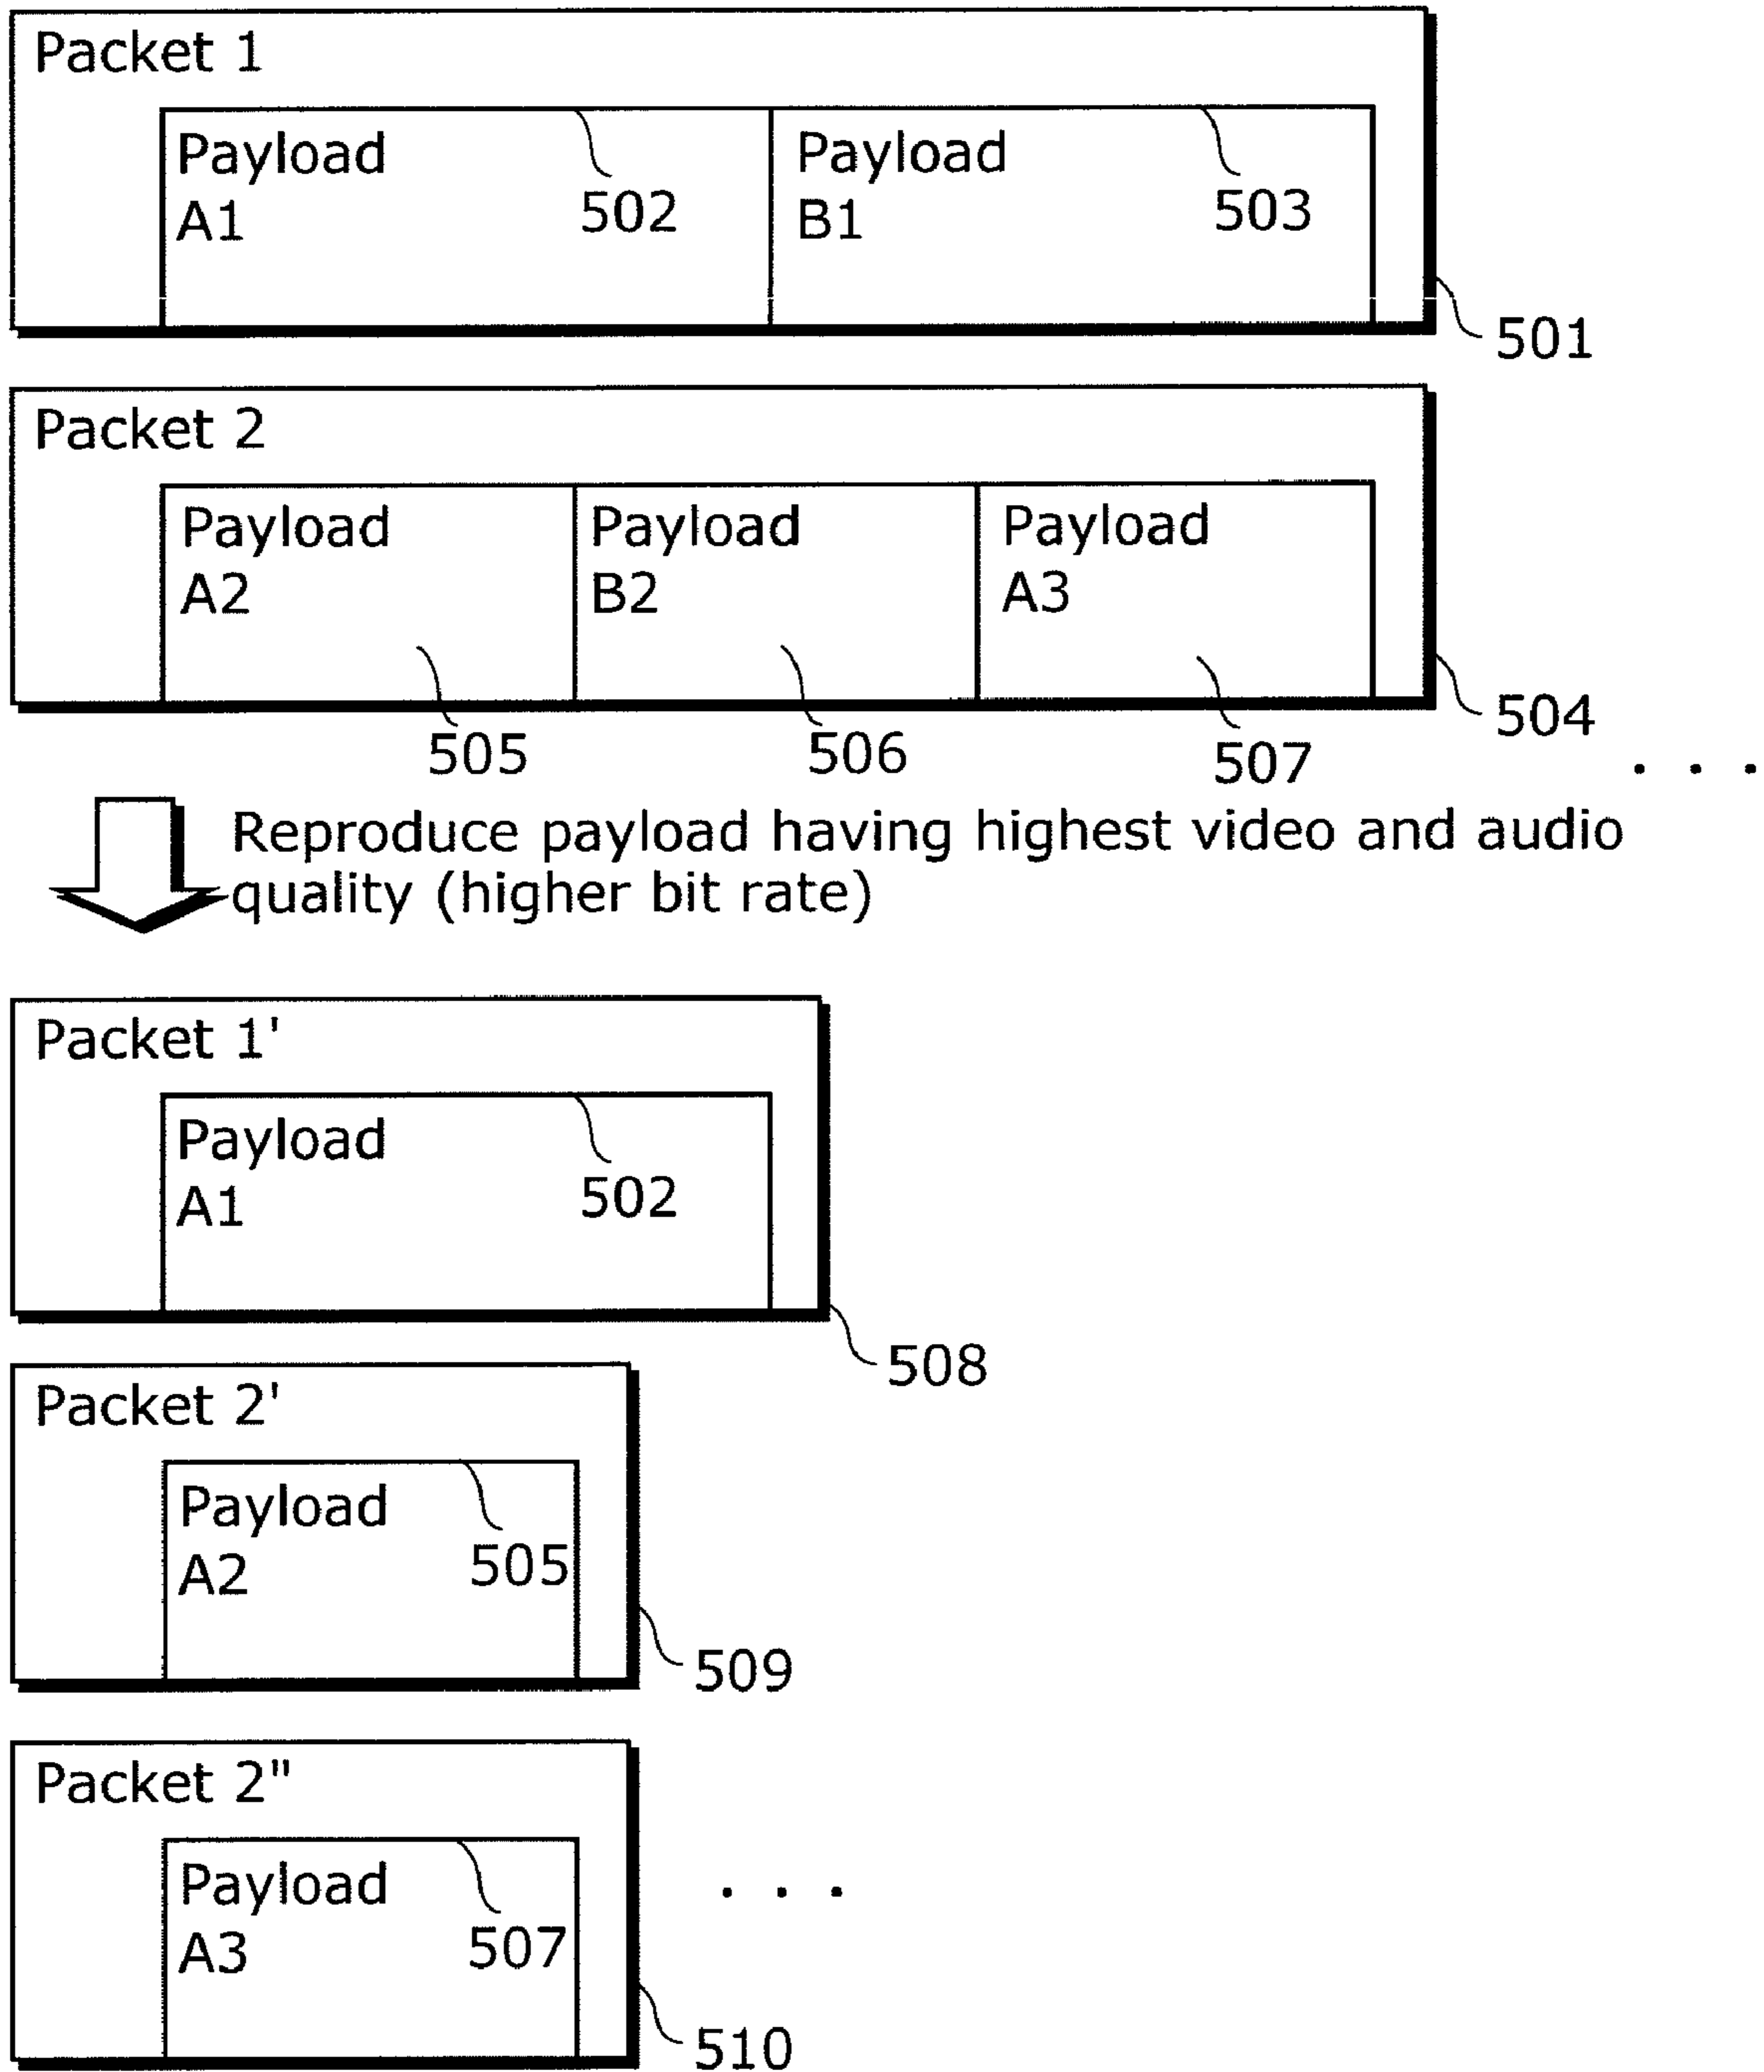 Packet 1
Payload
A1
502
Payload
B1
503
501
Packet 2
Payload
A2
Payload
B2
Payload
A3
504
505
506
507
. . .
Reproduce payload having highest video and audio
quality (higher bit rate)
Packet 1'
Payload
A1
502
508
Packet 2'
Payload
A2
505
509
Packet 2"
Payload
A3
507
. . .
510